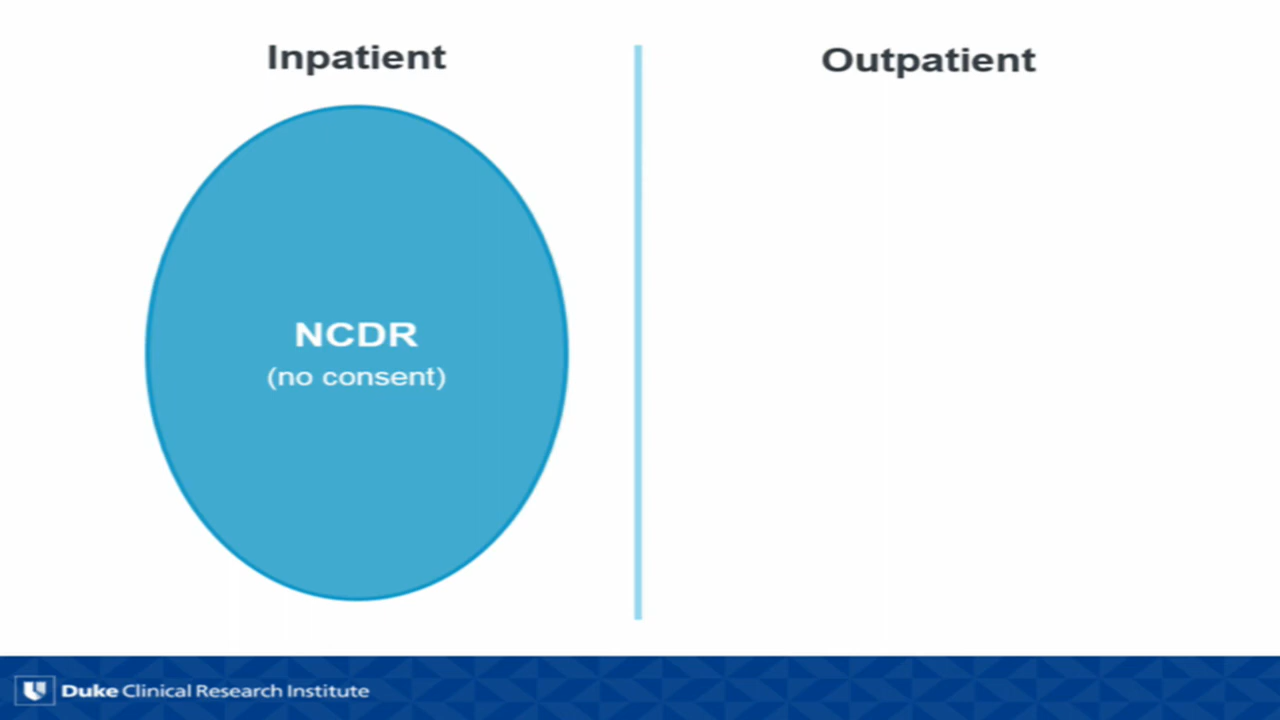 Inpatient
Outpatient
NCDR
(no consent)
Duke Clinical Research Institute